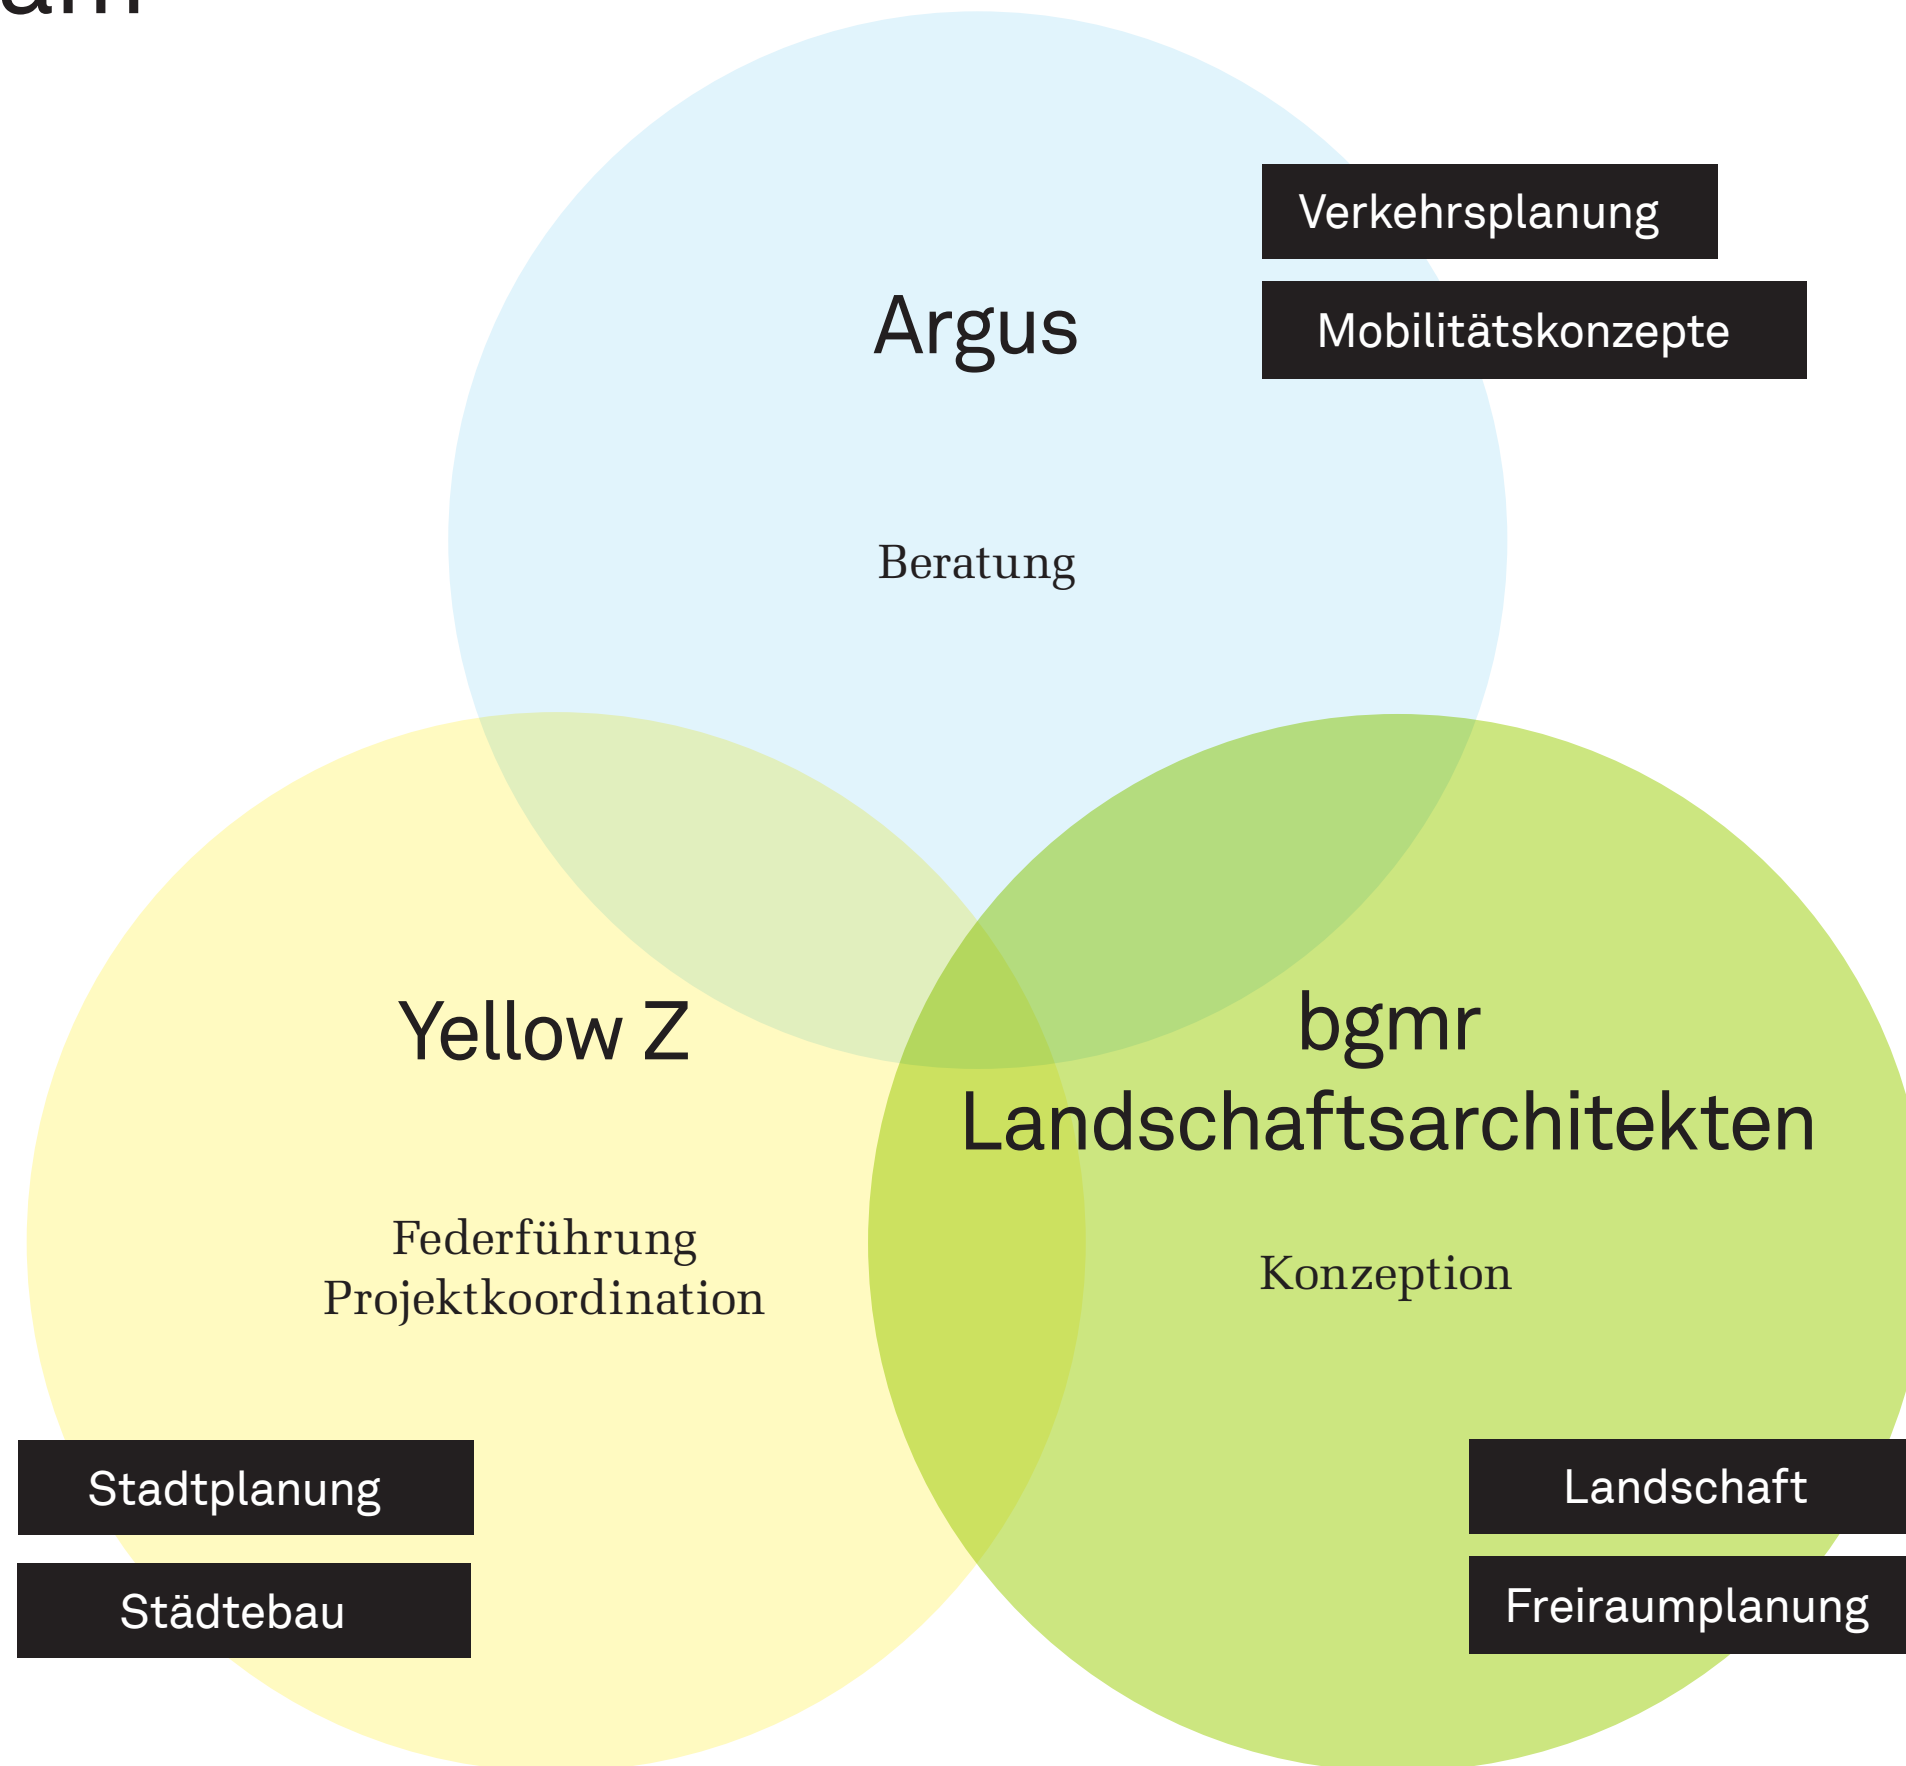 Verkehrsplanung
Argus
Mobilitätskonzepte
Beratung
Yellow Z
bgmr
Landschaftsarchitekten
Federführung
Projektkoordination
Konzeption
Stadtplanung
Landschaft
Städtebau
Freiraumplanung